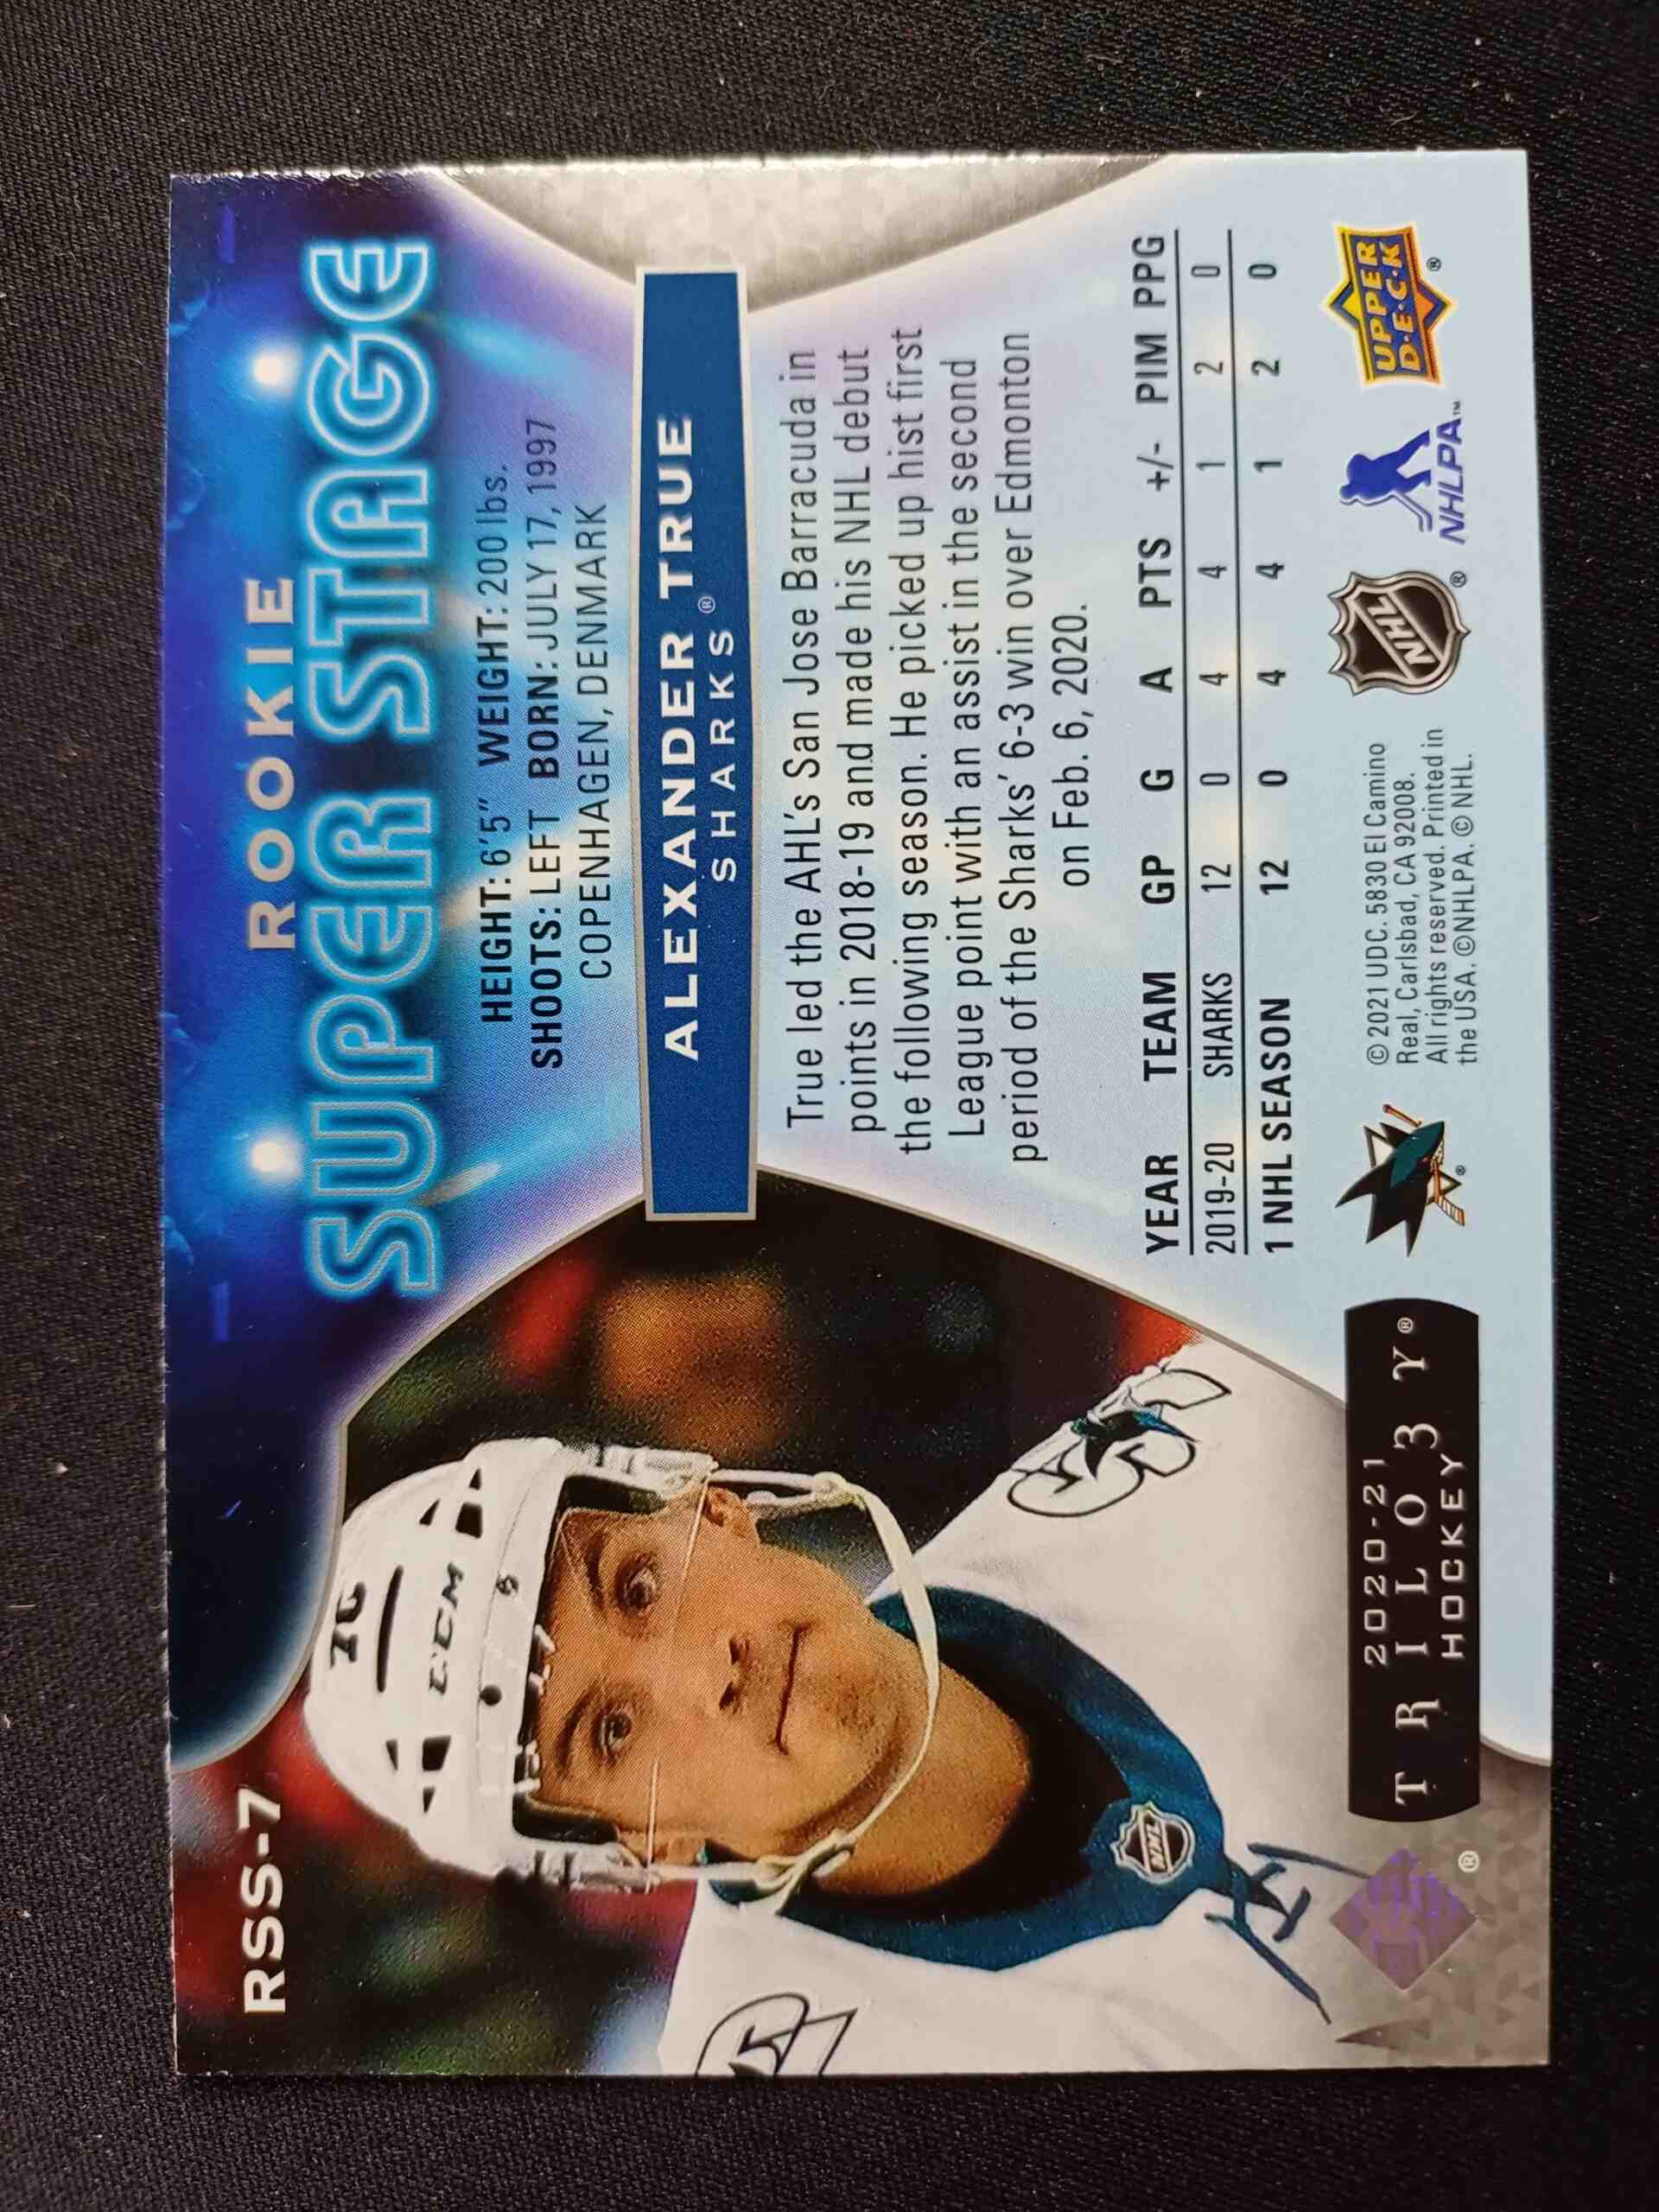 RSS-7
ROOKIE
SUPER STAGE
HEIGHT: 6'5" WEIGHT: 200 lbs.
SHOOTS: LEFT BORN: JULY 17, 1997
COPENHAGEN, DENMARK
ALEXANDER TRUE
SHARKS®
True led the AHL's San Jose Barracuda in
points in 2018-19 and made his NHL debut
the following season. He picked up hist first
League point with an assist in the second
period of the Sharks' 6-3 win over Edmonton
on Feb. 6, 2020.
YEAR TEAM GP G A PTS +/- PIM PPG
2019-20 SHARKS 12 0 4 4 1 2 0
1 NHL SEASON 12 0 4 4 1 2 0
76
CCM
NHL
2020-21
TRILO3Y®
HOCKEY
©2021 UDC. 5830 El Camino
Real, Carlsbad, CA 92008.
All rights reserved. Printed in
the USA. ©NHLPA. © NHL.
NHL
®
NHLPA™
UPPER
D·E·C·K
®